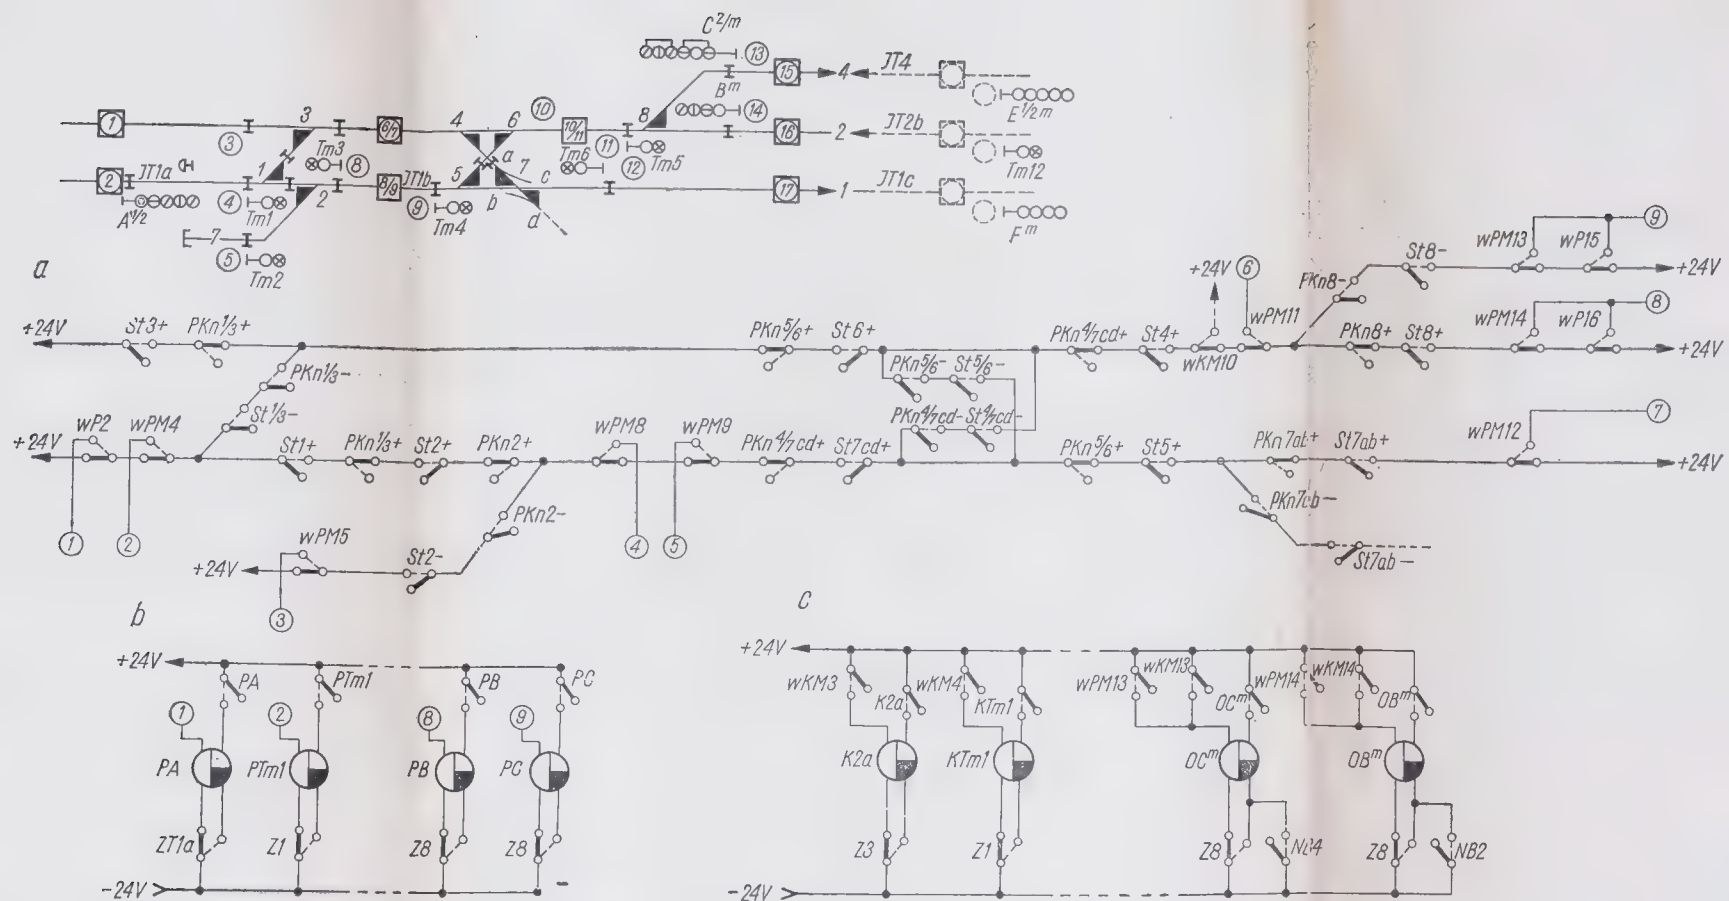 C²/m
⑬
3
4
6
⑩
8
⑮
4
JT4
Bᵐ
⑭
E½m
①
③
6/7
10/11
⑪
⑯
2
JT2b
Tm3
⑧
a
Tm6
⑫
Tm5
Tm12
②
JT1a
1
8/9
JT1b
5
7
c
⑰
1
JT1c
A½
④
Tm1
2
⑨
Tm4
b
d
Fᵐ
7
⑤
Tm2
a
+24V
St3+
PKn1/3+
PKn5/6+
St6+
PKn4/7cd+
St4+
+24V
⑥
wKM10
wPM11
PKn8-
St8-
wPM13
wP15
⑨
+24V
PKn8+
St8+
wPM14
wP16
⑧
+24V
PKn1/3-
St1/3-
PKn5/6-
St5/6-
PKn4/7cd-
St4/7cd-
+24V
wP2
wPM4
St1+
PKn1/3+
St2+
PKn2+
wPM8
wPM9
PKn4/7cd+
St7cd+
PKn5/6+
St5+
PKn7ab+
St7ab+
wPM12
⑦
+24V
①
②
PKn2-
④
⑤
PKn7ab-
St7ab-
+24V
wPM5
St2-
③
b
+24V
PA
PTm1
PB
PC
①
②
⑧
⑨
PA
PTm1
PB
PC
ZT1a
Z1
Z8
Z8
-24V
c
+24V
wKM3
K2a
wKM4
KTm1
wPM13
wKM13
OCᵐ
wPM14
wKM14
OBᵐ
K2a
KTm1
OCᵐ
OBᵐ
Z3
Z1
Z8
NB4
Z8
NB2
-24V